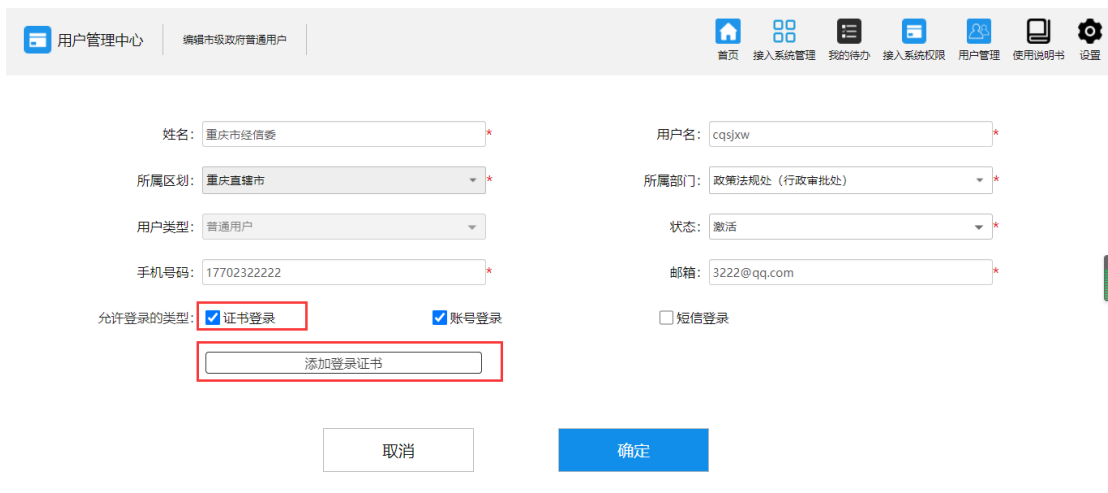 用户管理中心 编辑市级政府普通用户
首页 接入系统管理 我的待办 接入系统权限 用户管理 使用说明书 设置
姓名: 重庆市经信委* 用户名: cqsjxw*
所属区划: 重庆直辖市* 所属部门: 政策法规处（行政审批处）*
用户类型: 普通用户 状态: 激活*
手机号码: 17702322222* 邮箱: 3222@qq.com*
允许登录的类型: 证书登录 账号登录 短信登录
添加登录证书
取消 确定